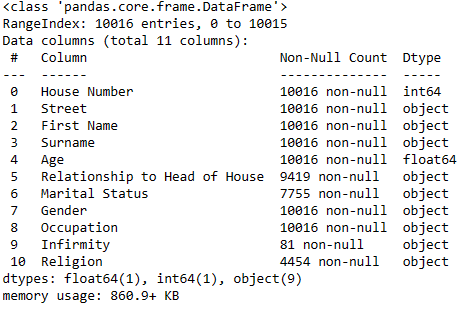 <class 'pandas.core.frame.DataFrame'>
RangeIndex: 10016 entries, 0 to 10015
Data columns (total 11 columns):
 #   Column                        Non-Null Count  Dtype
---  ------                        --------------  -----
 0   House Number                  10016 non-null  int64
 1   Street                        10016 non-null  object
 2   First Name                    10016 non-null  object
 3   Surname                       10016 non-null  object
 4   Age                           10016 non-null  float64
 5   Relationship to Head of House  9419 non-null   object
 6   Marital Status                7755 non-null   object
 7   Gender                        10016 non-null  object
 8   Occupation                    10016 non-null  object
 9   Infirmity                     81 non-null     object
 10  Religion                      4454 non-null   object
dtypes: float64(1), int64(1), object(9)
memory usage: 860.9+ KB